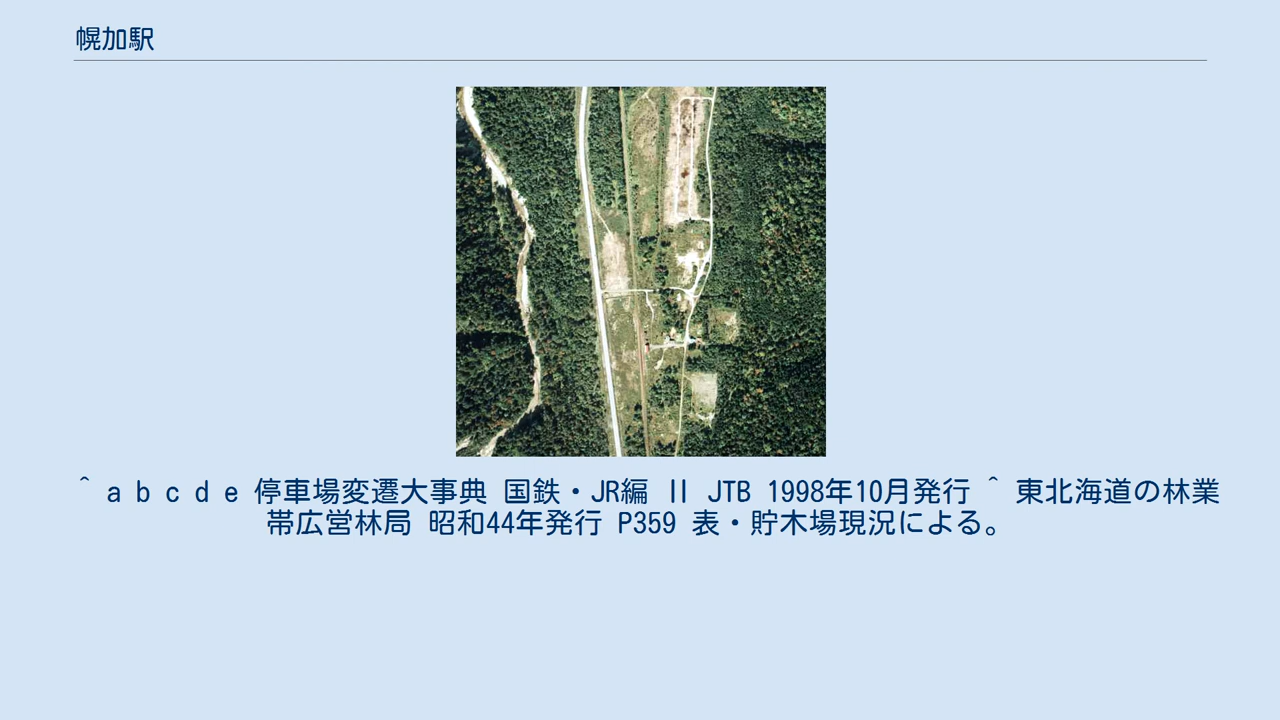 幌加駅
^ a b c d e 停車場変遷大事典 国鉄・JR編 II JTB 1998年10月発行 ^ 東北海道の林業
帯広営林局 昭和44年発行 P359 表・貯木場現況による。